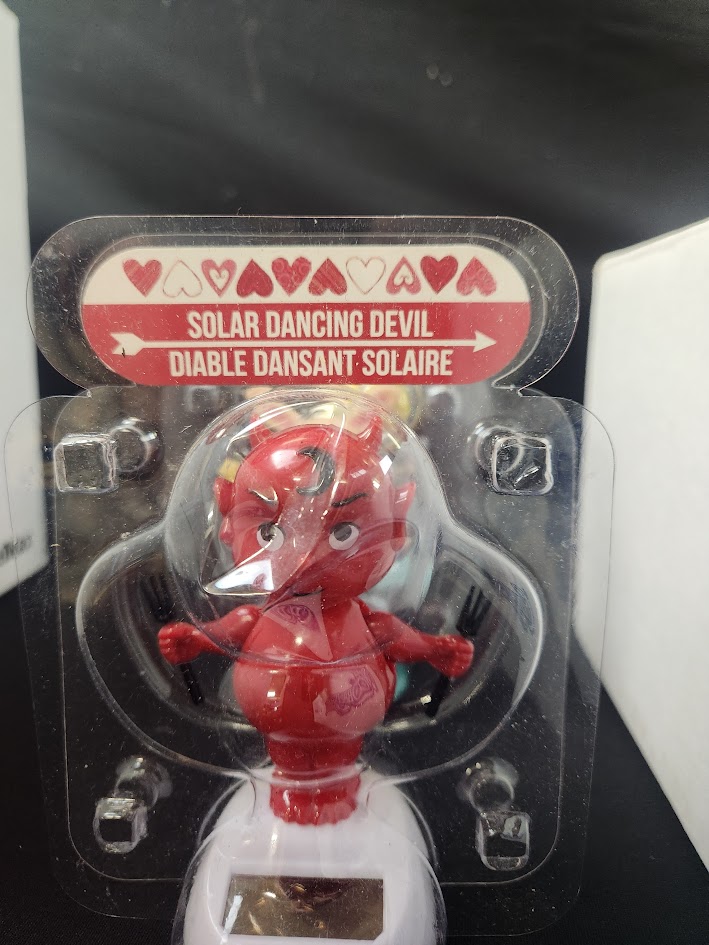 SOLAR DANCING DEVIL
DIABLE DANSANT SOLAIRE